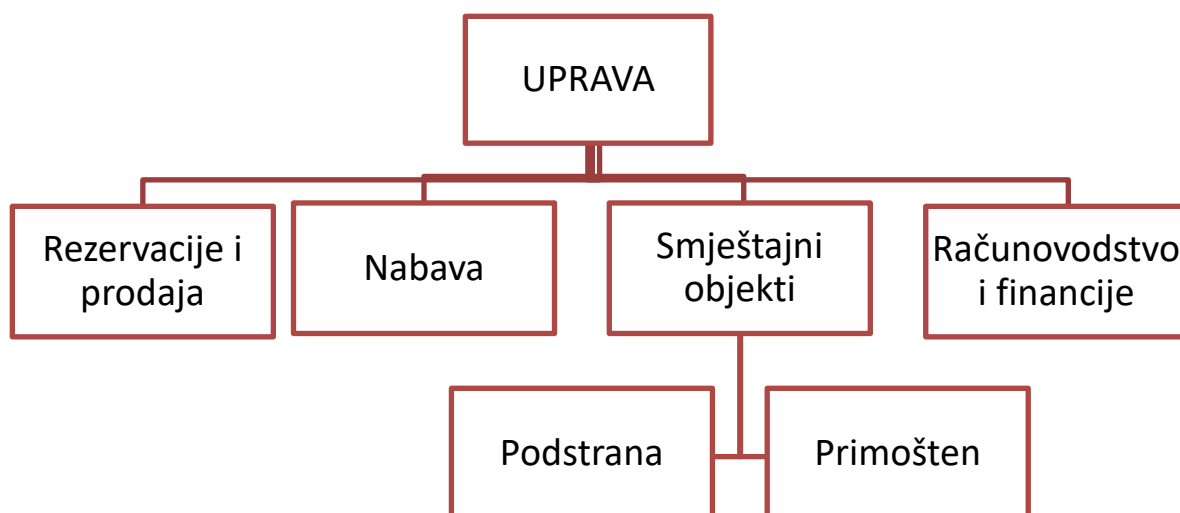 UPRAVA
Rezervacije i
prodaja
Nabava
Smještajni
objekti
Računovodstvo
i financije
Podstrana
Primošten